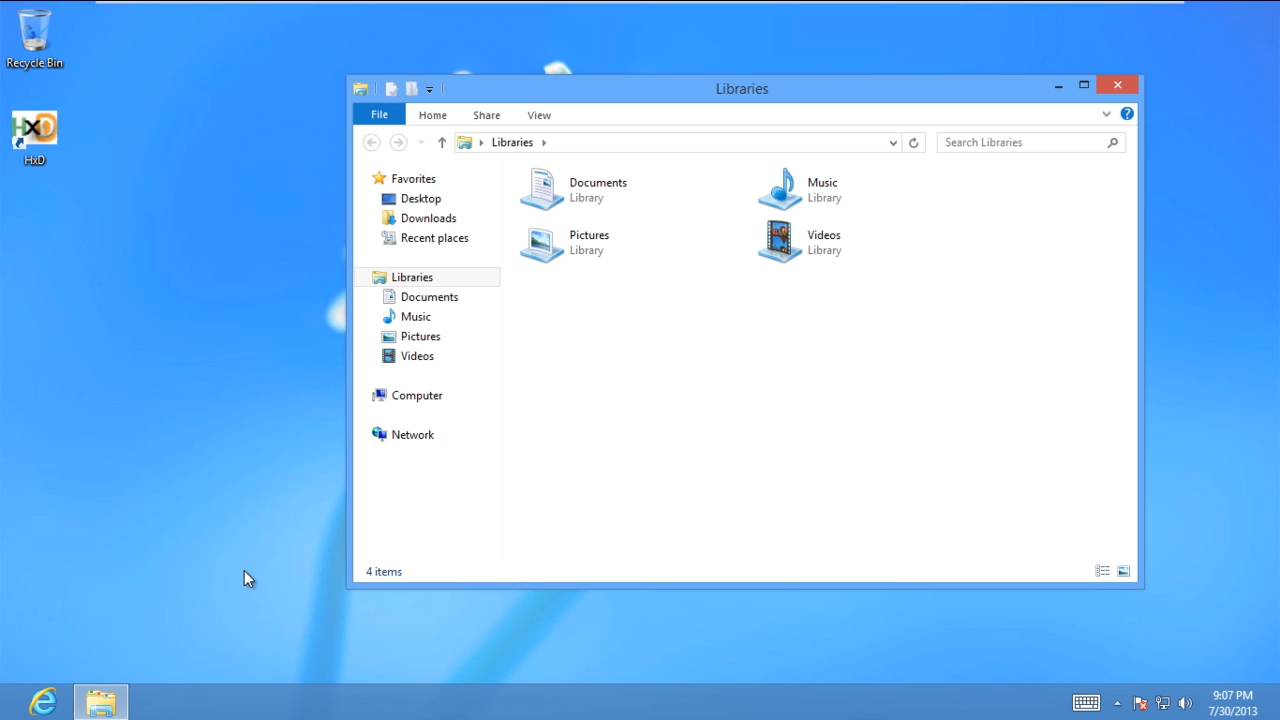 Recycle Bin
HxD
HxD
Libraries
File Home Share View
Libraries
Search Libraries
Favorites
Desktop
Downloads
Recent places
Libraries
Documents
Music
Pictures
Videos
Computer
Network
Documents
Library
Music
Library
Pictures
Library
Videos
Library
4 items
9:07 PM
7/30/2013